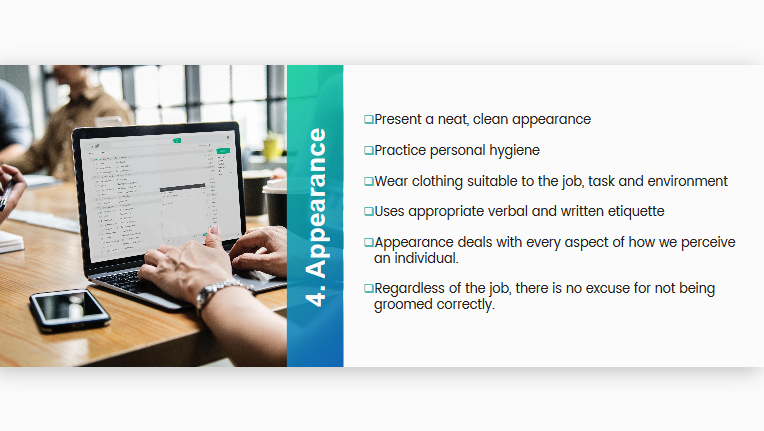 4. Appearance
❑Present a neat, clean appearance
❑Practice personal hygiene
❑Wear clothing suitable to the job, task and environment
❑Uses appropriate verbal and written etiquette
❑Appearance deals with every aspect of how we perceive
an individual.
❑Regardless of the job, there is no excuse for not being
groomed correctly.